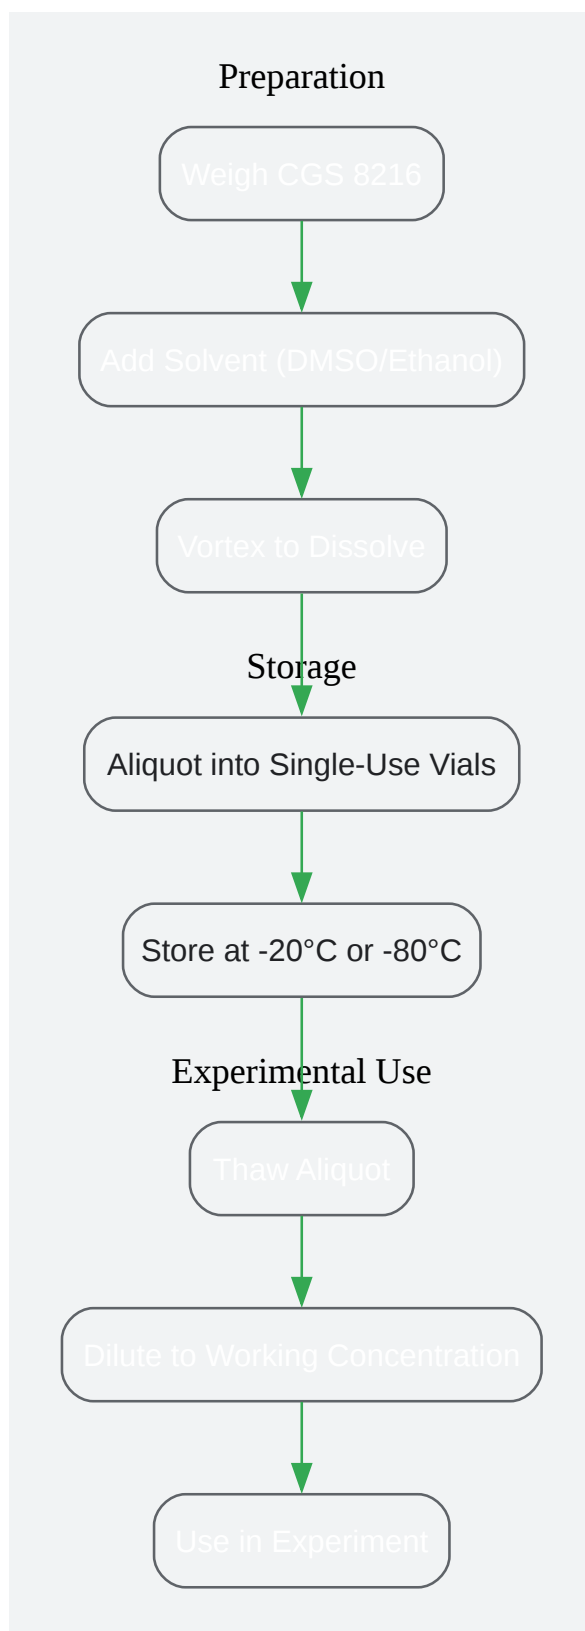 Preparation
Weigh CGS 8216
Add Solvent (DMSO/Ethanol)
Vortex to Dissolve
Storage
Aliquot into Single-Use Vials
Store at -20°C or -80°C
Experimental Use
Thaw Aliquot
Dilute to Working Concentration
Use in Experiment